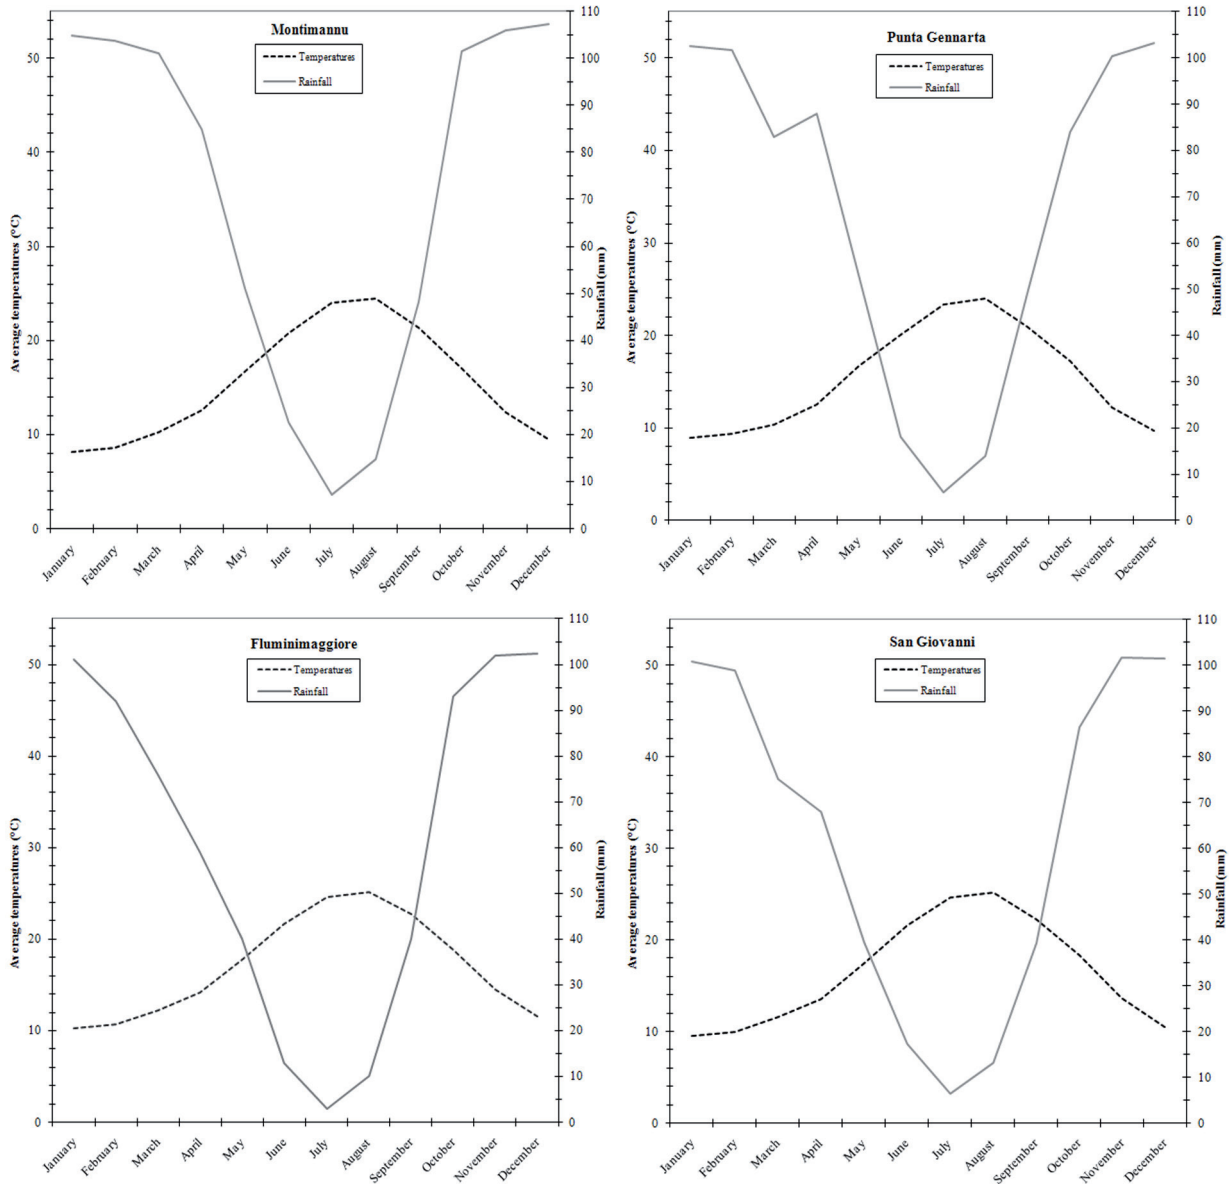 Montimannu
Temperatures
Rainfall
Average temperatures (°C)
50
40
30
20
10
0
Rainfall (mm)
110
100
90
80
70
60
50
40
30
20
10
0
January
February
March
April
May
June
July
August
September
October
November
December
Punta Gennarta
Temperatures
Rainfall
Average temperatures (°C)
50
40
30
20
10
0
Rainfall (mm)
110
100
90
80
70
60
50
40
30
20
10
0
January
February
March
April
May
June
July
August
September
October
November
December
Fluminimaggiore
Temperatures
Rainfall
Average temperatures (°C)
50
40
30
20
10
0
Rainfall (mm)
110
100
90
80
70
60
50
40
30
20
10
0
January
February
March
April
May
June
July
August
September
October
November
December
San Giovanni
Temperatures
Rainfall
Average temperatures (°C)
50
40
30
20
10
0
Rainfall (mm)
110
100
90
80
70
60
50
40
30
20
10
0
January
February
March
April
May
June
July
August
September
October
November
December